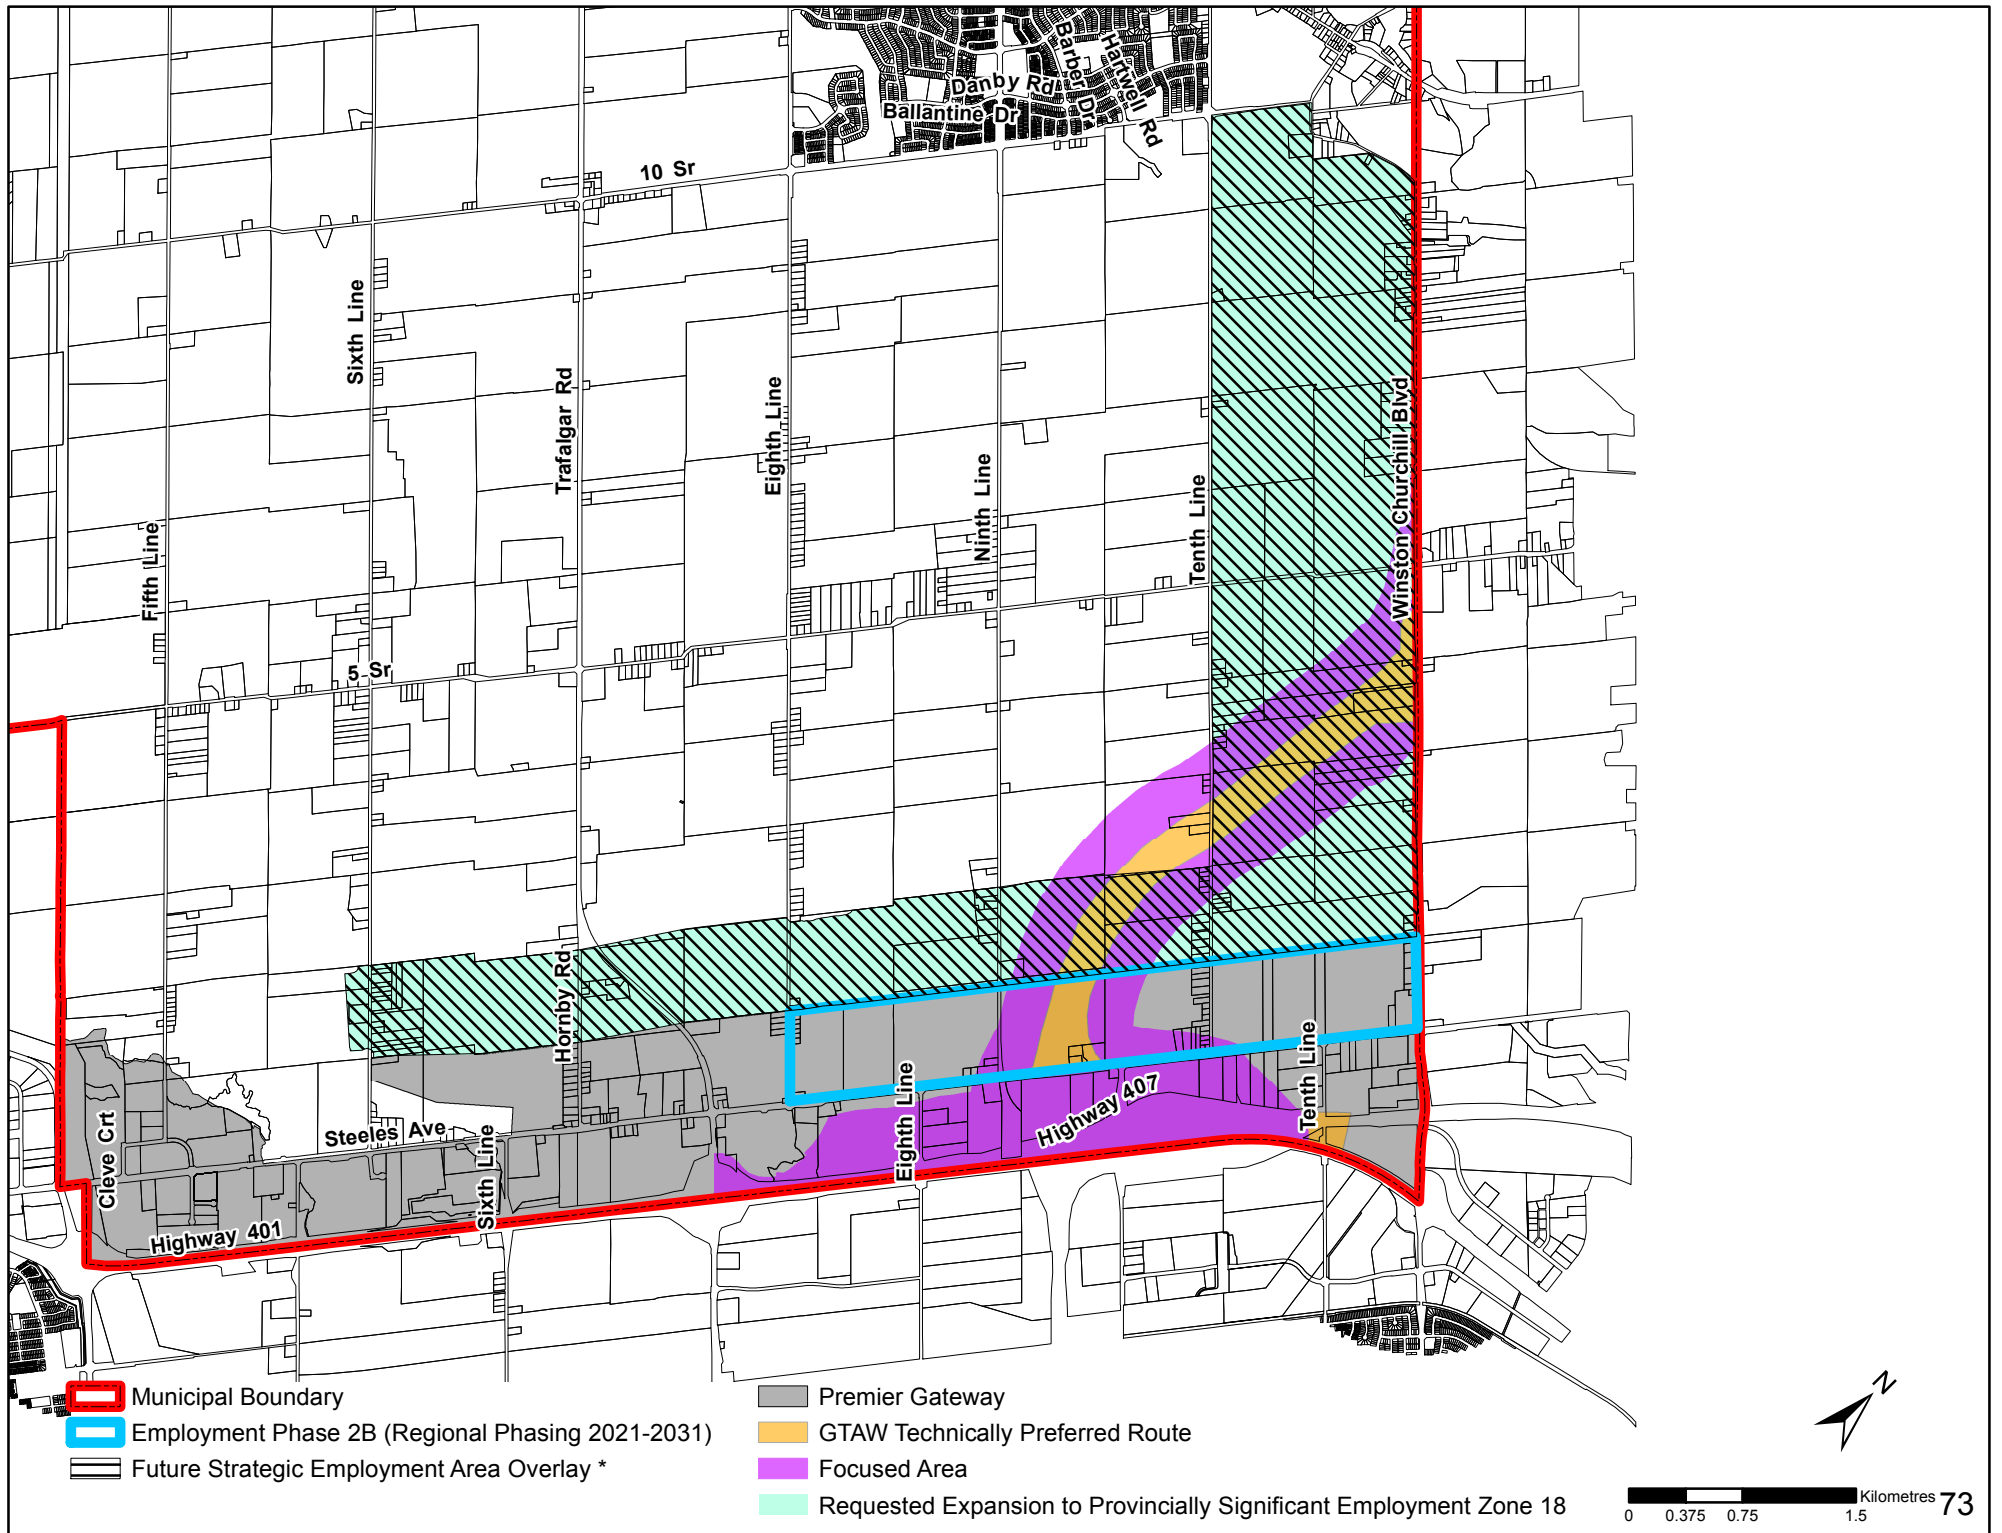 Barber Dr
Hartwell Rd
Danby Rd
Ballantine Dr
10 Sr
Sixth Line
Trafalgar Rd
Eighth Line
Ninth Line
Tenth Line
Winston Churchill Blvd
Fifth Line
5 Sr
Hornby Rd
Cleve Crt
Steeles Ave
Sixth Line
Eighth Line
Highway 407
Tenth Line
Highway 401
N
Municipal Boundary
Employment Phase 2B (Regional Phasing 2021-2031)
Future Strategic Employment Area Overlay *
Premier Gateway
GTAW Technically Preferred Route
Focused Area
Requested Expansion to Provincially Significant Employment Zone 18
Kilometres
0 0.375 0.75 1.5
73